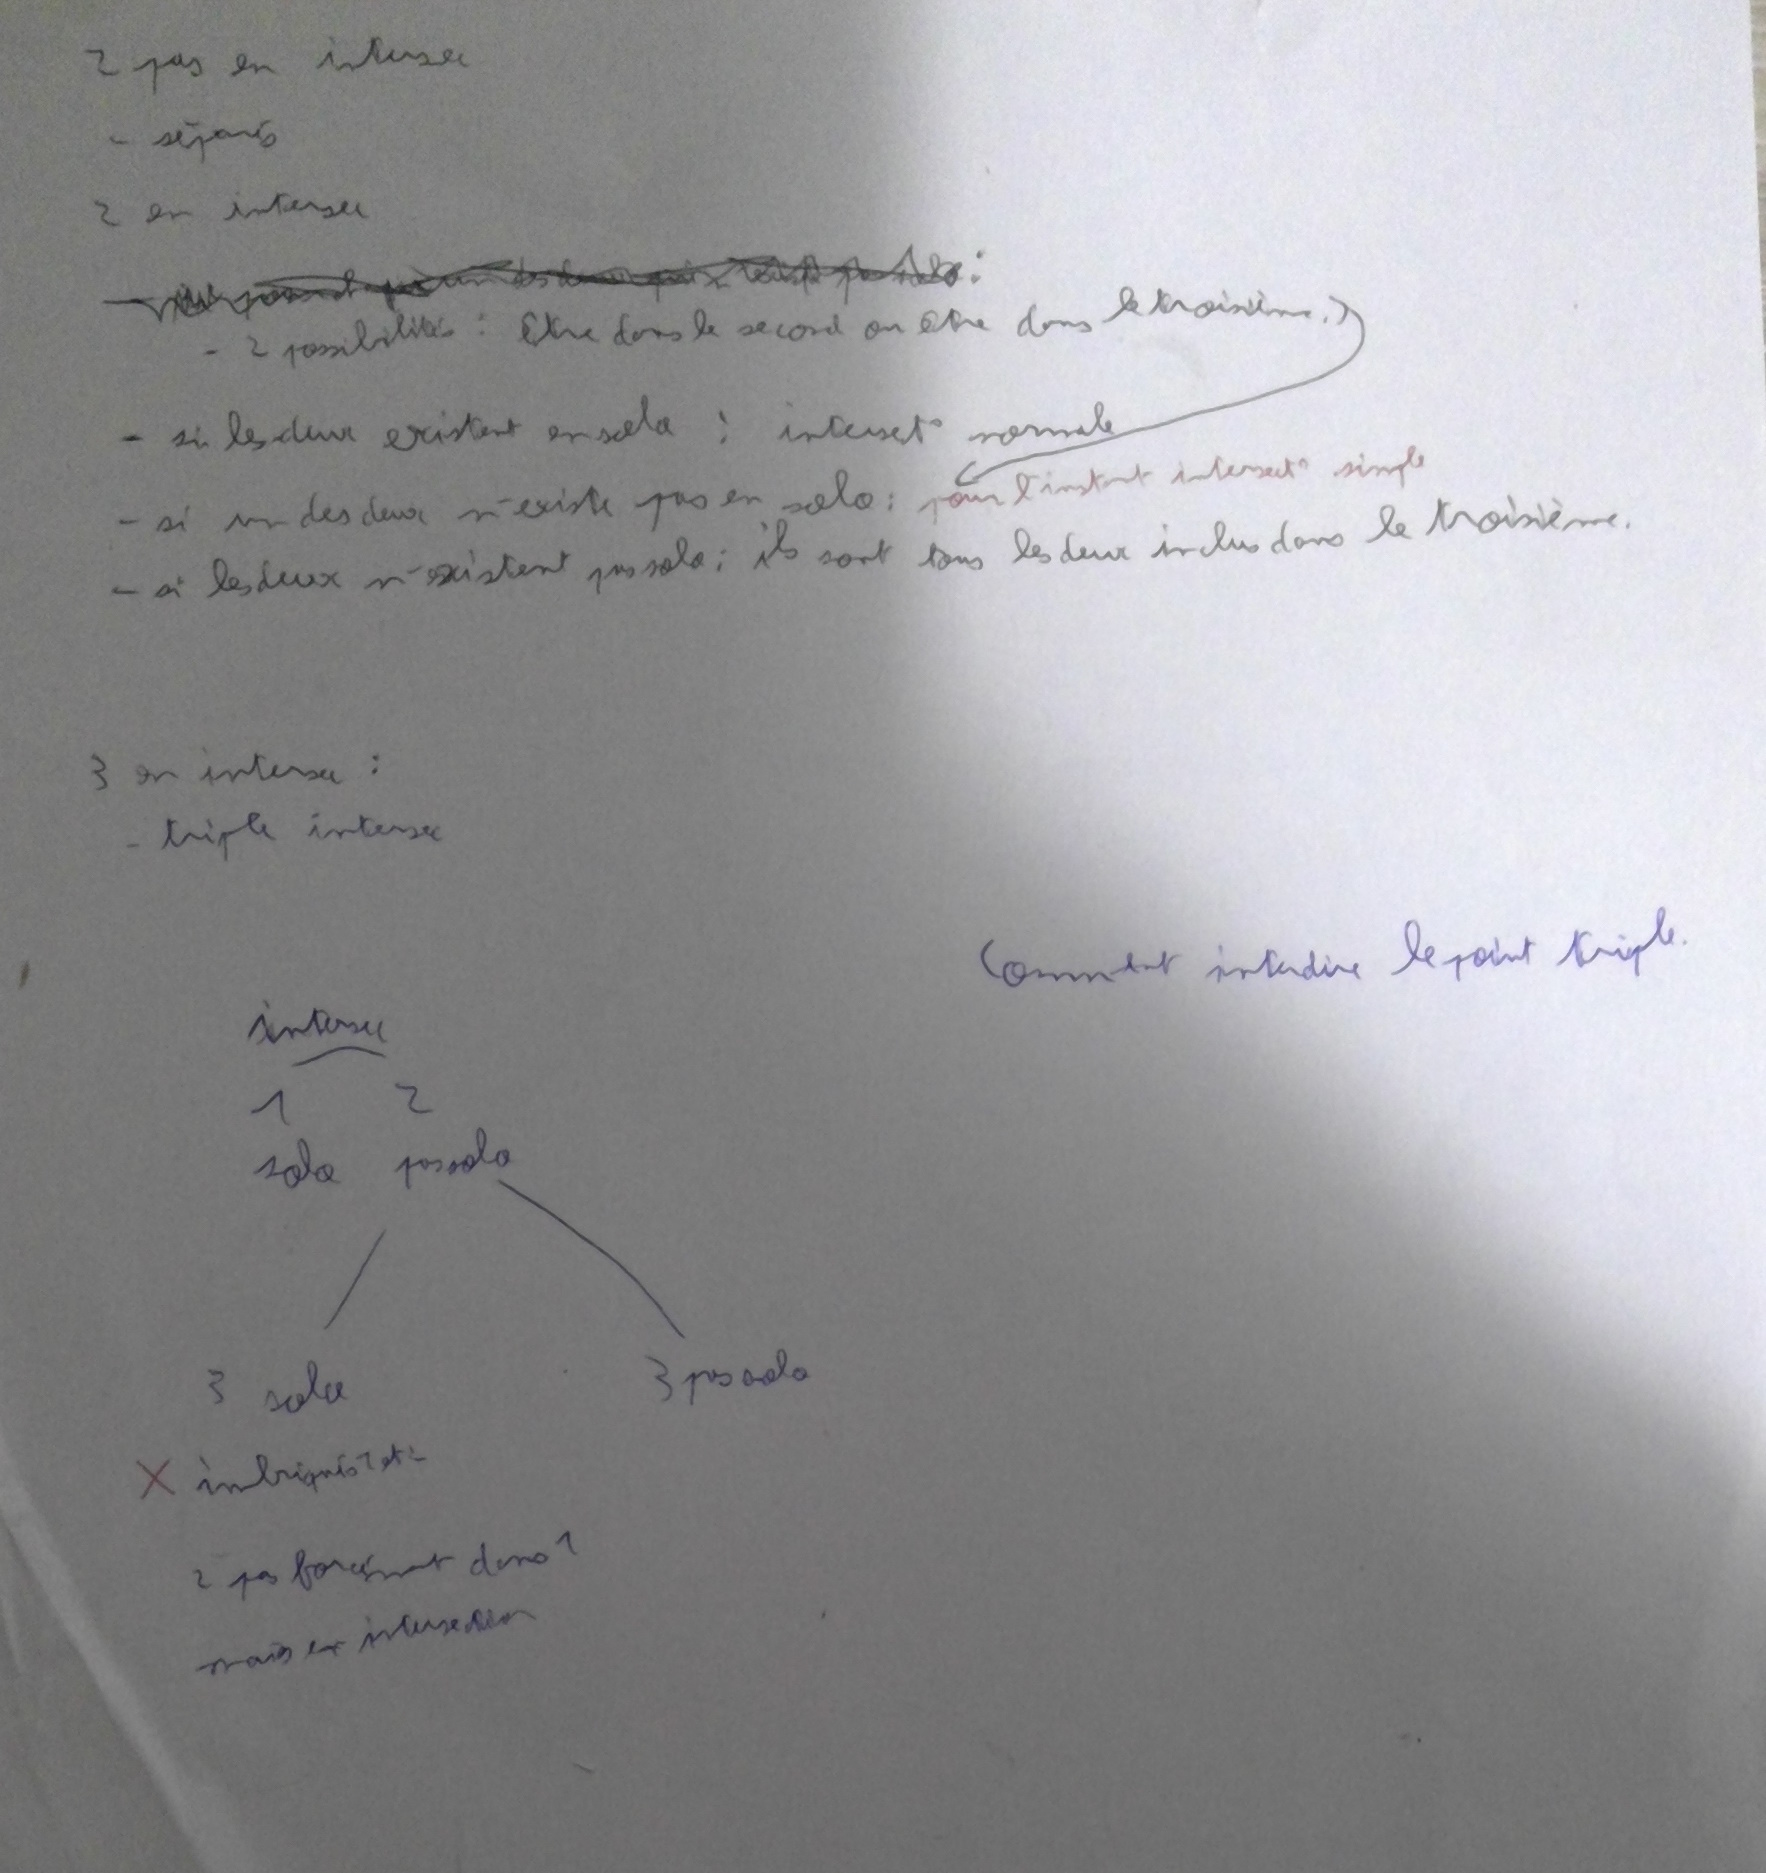 2 pas en intersec
- séparés
2 en intersec
- 2 possibilités : être dans le second ou être dans le troisième.)
- si les deux existent en solo : intersect° normale
- si un des deux n'existe pas en solo : pour l'instant intersect° simple
- si les deux n'existent pas solo : ils sont tous les deux inclus dans le troisième.
3 en intersec :
- triple intersec
Comment interdire le point triple.
intersec
1 2
solo pas solo
3 solo 3 pas solo
X imbriqués
2 pas forcément dans 1
mais en intersection